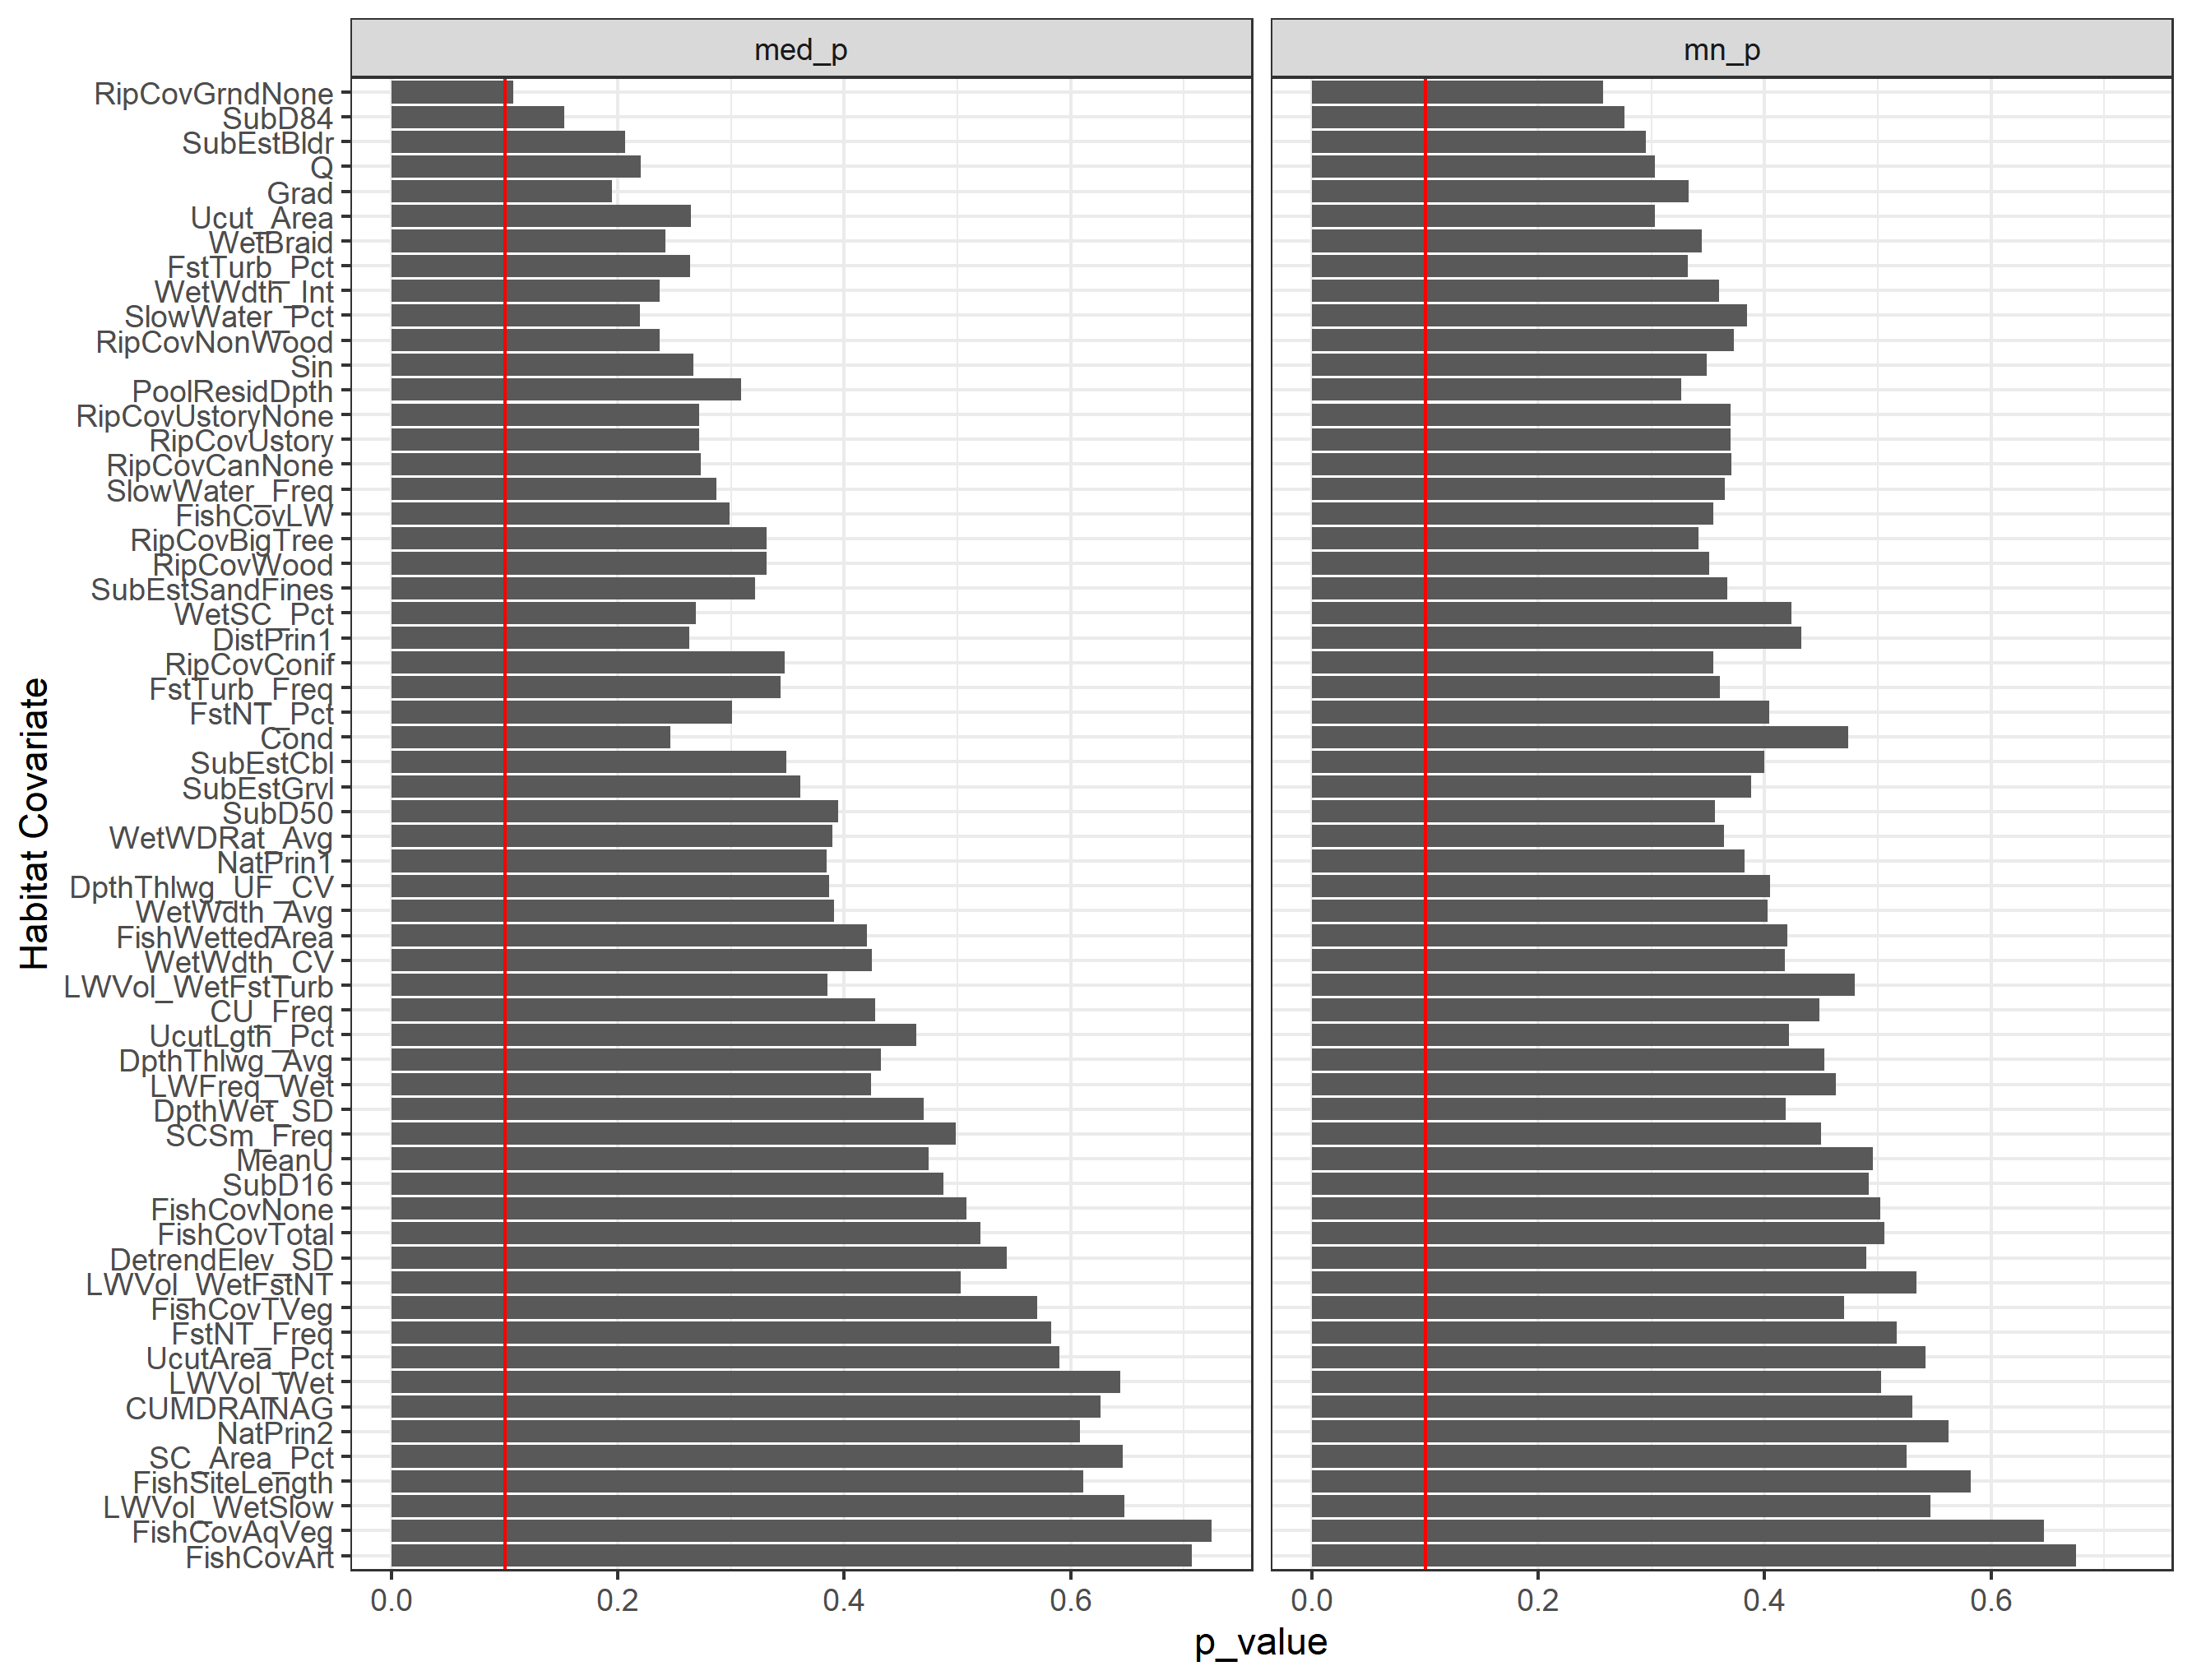 med_p
mn_p
RipCovGrndNone
SubD84
SubEstBldr
Q
Grad
Ucut_Area
WetBraid
FstTurb_Pct
WetWdth_Int
SlowWater_Pct
RipCovNonWood
Sin
PoolResidDpth
RipCovUstoryNone
RipCovUstory
RipCovCanNone
SlowWater_Freq
FishCovLW
RipCovBigTree
RipCovWood
SubEstSandFines
WetSC_Pct
DistPrin1
RipCovConif
FstTurb_Freq
FstNT_Pct
Cond
SubEstCbl
SubEstGrvl
SubD50
WetWDRat_Avg
NatPrin1
DpthThlwg_UF_CV
WetWdth_Avg
FishWettedArea
WetWdth_CV
LWVol_WetFstTurb
CU_Freq
UcutLgth_Pct
DpthThlwg_Avg
LWFreq_Wet
DpthWet_SD
SCSm_Freq
MeanU
SubD16
FishCovNone
FishCovTotal
DetrendElev_SD
LWVol_WetFstNT
FishCovTVeg
FstNT_Freq
UcutArea_Pct
LWVol_Wet
CUMDRAINAG
NatPrin2
SC_Area_Pct
FishSiteLength
LWVol_WetSlow
FishCovAqVeg
FishCovArt
Habitat Covariate
0.0 0.2 0.4 0.6
0.0 0.2 0.4 0.6
p_value